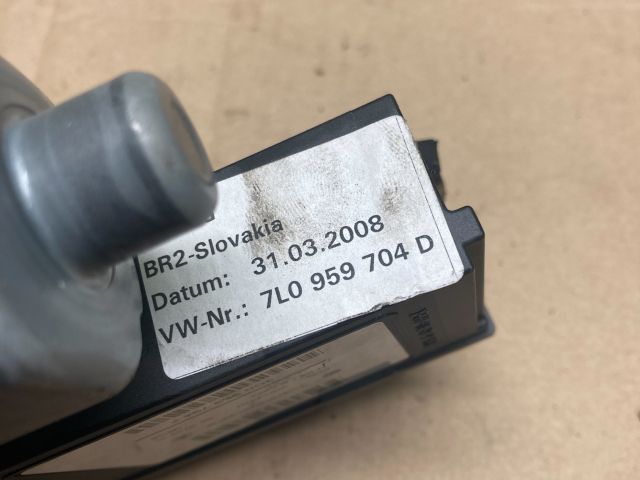 BR2-Slovakia
Datum: 31.03.2008
VW-Nr.: 7L0 959 704 D